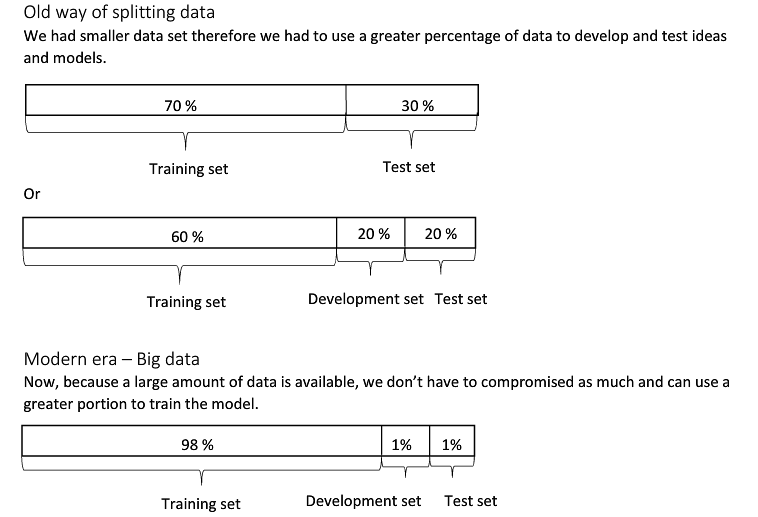 Old way of splitting data
We had smaller data set therefore we had to use a greater percentage of data to develop and test ideas
and models.
70 % 30 %
Training set Test set
Or
60 % 20 % 20 %
Training set Development set Test set
Modern era – Big data
Now, because a large amount of data is available, we don't have to compromised as much and can use a
greater portion to train the model.
98 % 1% 1%
Training set Development set Test set